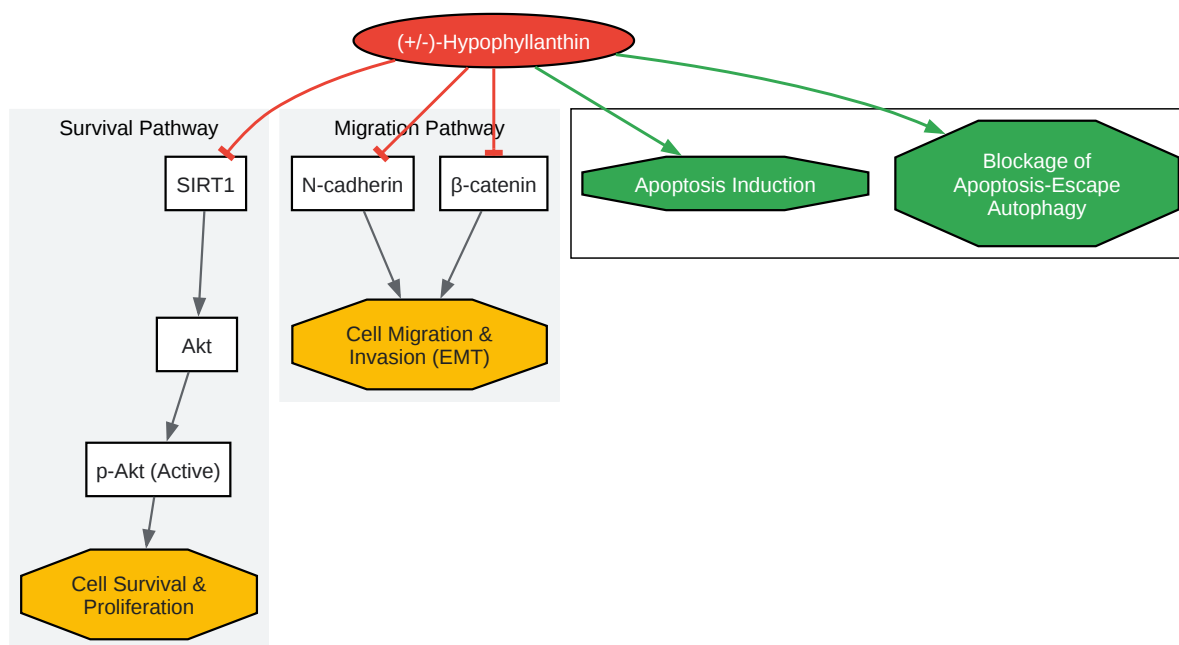 (+/-)-Hypophyllanthin
Survival Pathway
SIRT1
Akt
p-Akt (Active)
Cell Survival &
Proliferation
Migration Pathway
N-cadherin
β-catenin
Cell Migration &
Invasion (EMT)
Apoptosis Induction
Blockage of
Apoptosis-Escape
Autophagy